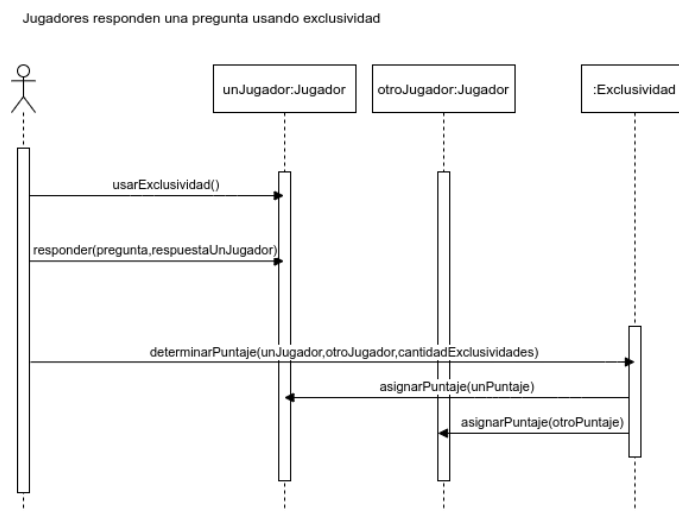 Jugadores responden una pregunta usando exclusividad
unJugador:Jugador
otroJugador:Jugador
:Exclusividad
usarExclusividad()
responder(pregunta,respuestaUnJugador)
determinarPuntaje(unJugador,otroJugador,cantidadExclusividades)
asignarPuntaje(unPuntaje)
asignarPuntaje(otroPuntaje)